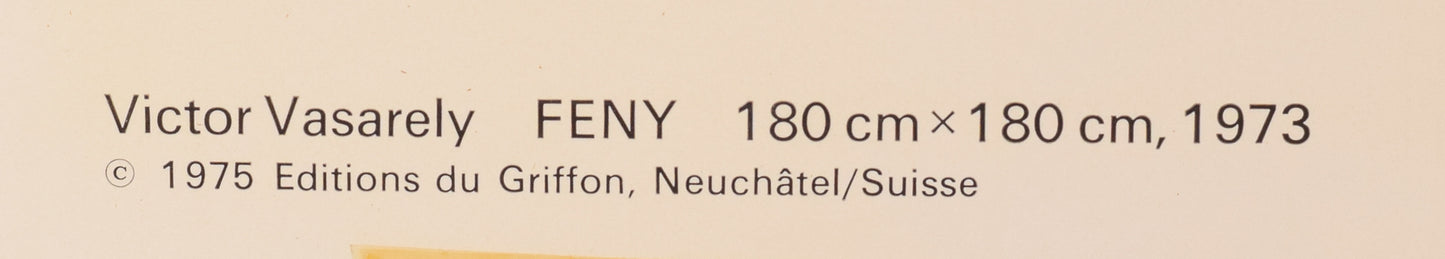 Victor Vasarely FENY 180 cm × 180 cm, 1973
© 1975 Editions du Griffon, Neuchâtel/Suisse